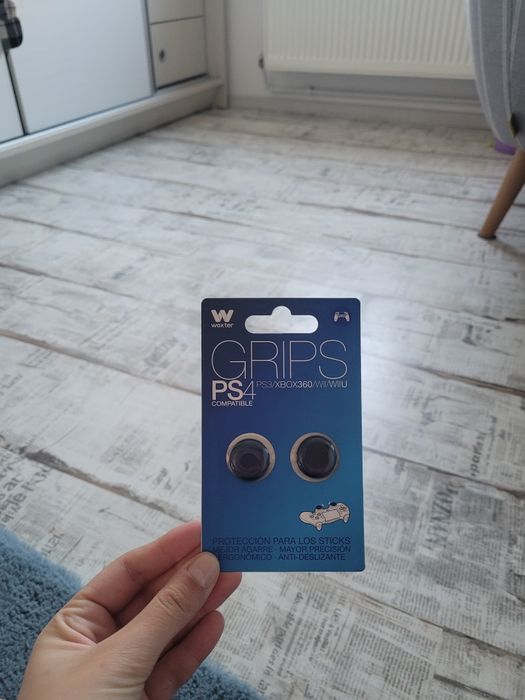 W
woxter
GRIPS
PS4 PS3/XBOX360/WII/WIIU
COMPATIBLE
PROTECCIÓN PARA LOS STICKS
MEJOR AGARRE · MAYOR PRECISIÓN
ERGONÓMICO · ANTI-DESLIZANTE